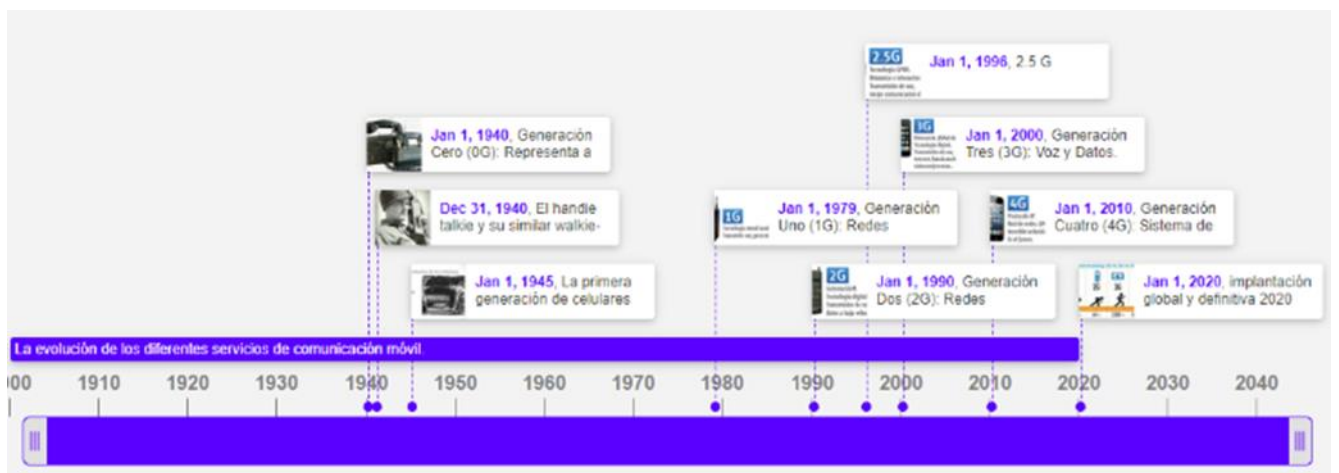 2.5G
Jan 1, 1996, 2.5 G
Jan 1, 1940, Generación
Cero (0G): Representa a
3G
Jan 1, 2000, Generación
Tres (3G): Voz y Datos.
Dec 31, 1940, El handie
talkie y su similar walkie-
1G
Jan 1, 1979, Generación
Uno (1G): Redes
4G
Jan 1, 2010, Generación
Cuatro (4G): Sistema de
Jan 1, 1945, La primera
generación de celulares
2G
Jan 1, 1990, Generación
Dos (2G): Redes
Jan 1, 2020, implantación
global y definitiva 2020
La evolución de los diferentes servicios de comunicación móvil.
00 1910 1920 1930 1940 1950 1960 1970 1980 1990 2000 2010 2020 2030 2040